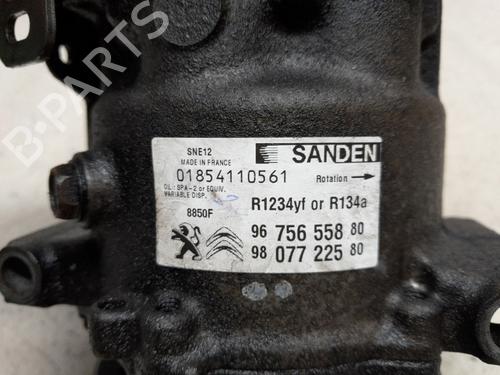 B-PARTS
SNE12
MADE IN FRANCE
SANDEN
01854110561
Rotation
OIL: SPA-2 or EQUIV.
VARIABLE DISP.
8850F
R1234yf or R134a
96 756 558 80
98 077 225 80